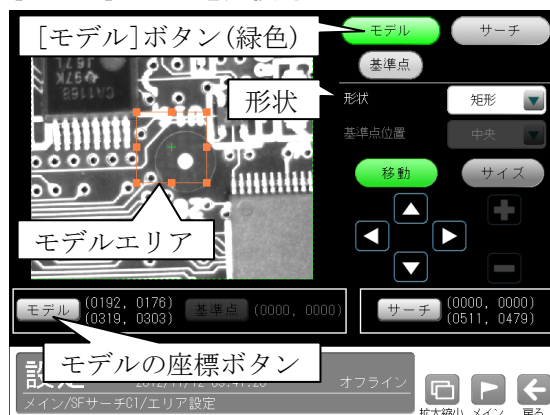 [モデル]ボタン(緑色)
モデル
サーチ
基準点
形状
形状
矩形
基準点位置
中央
移動
サイズ
モデルエリア
モデル
(0192, 0176)
(0319, 0303)
基準点
(0000, 0000)
サーチ
(0000, 0000)
(0511, 0479)
モデルの座標ボタン
設定
オフライン
メイン/SFサーチC1/エリア設定
拡大縮小
メイン
戻る